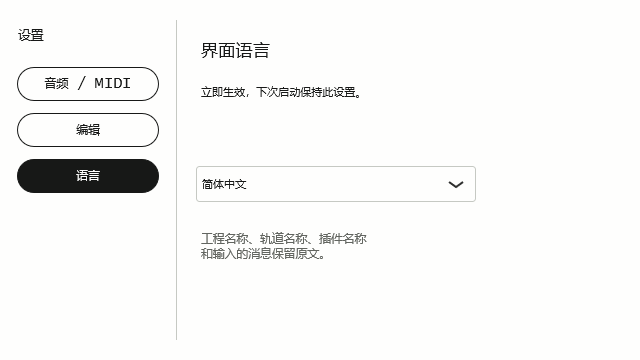 设置
音频 / MIDI
编辑
语言
界面语言
立即生效，下次启动保持此设置。
简体中文
工程名称、轨道名称、插件名称
和输入的消息保留原文。